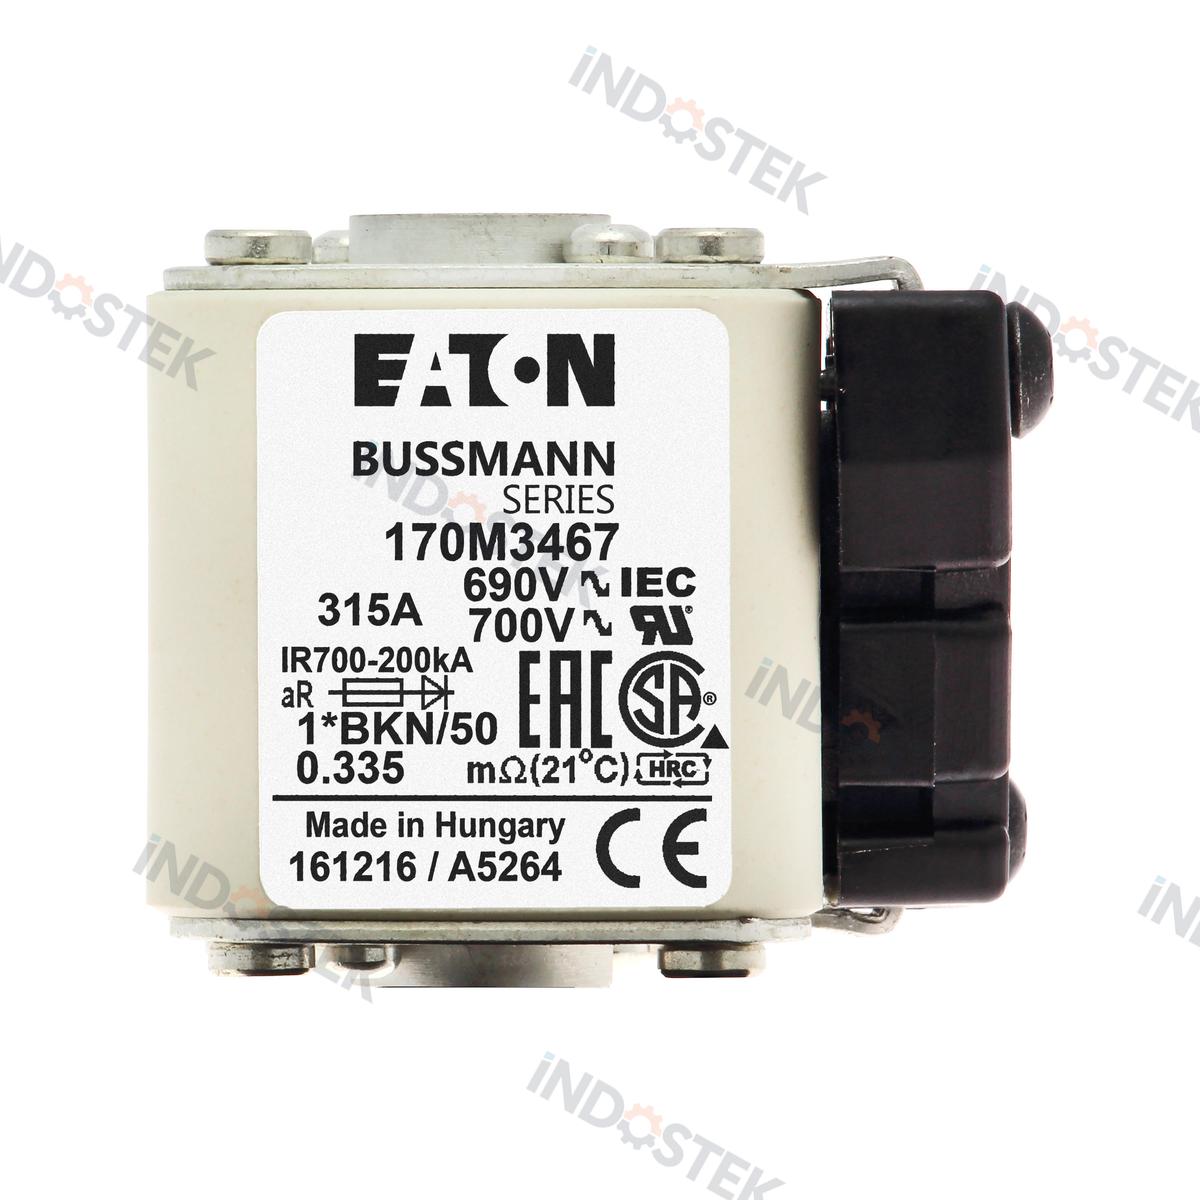 iNDOSTEK
iNDOSTEK
iNDOSTEK
EATON
BUSSMANN
SERIES
170M3467
690V IEC
315A 700V
IR700-200kA
aR EAC SA®
1*BKN/50
0.335 mΩ(21°C) HRC
Made in Hungary
161216 / A5264 CE
iNDOSTEK
iNDOSTEK
iNDOSTEK